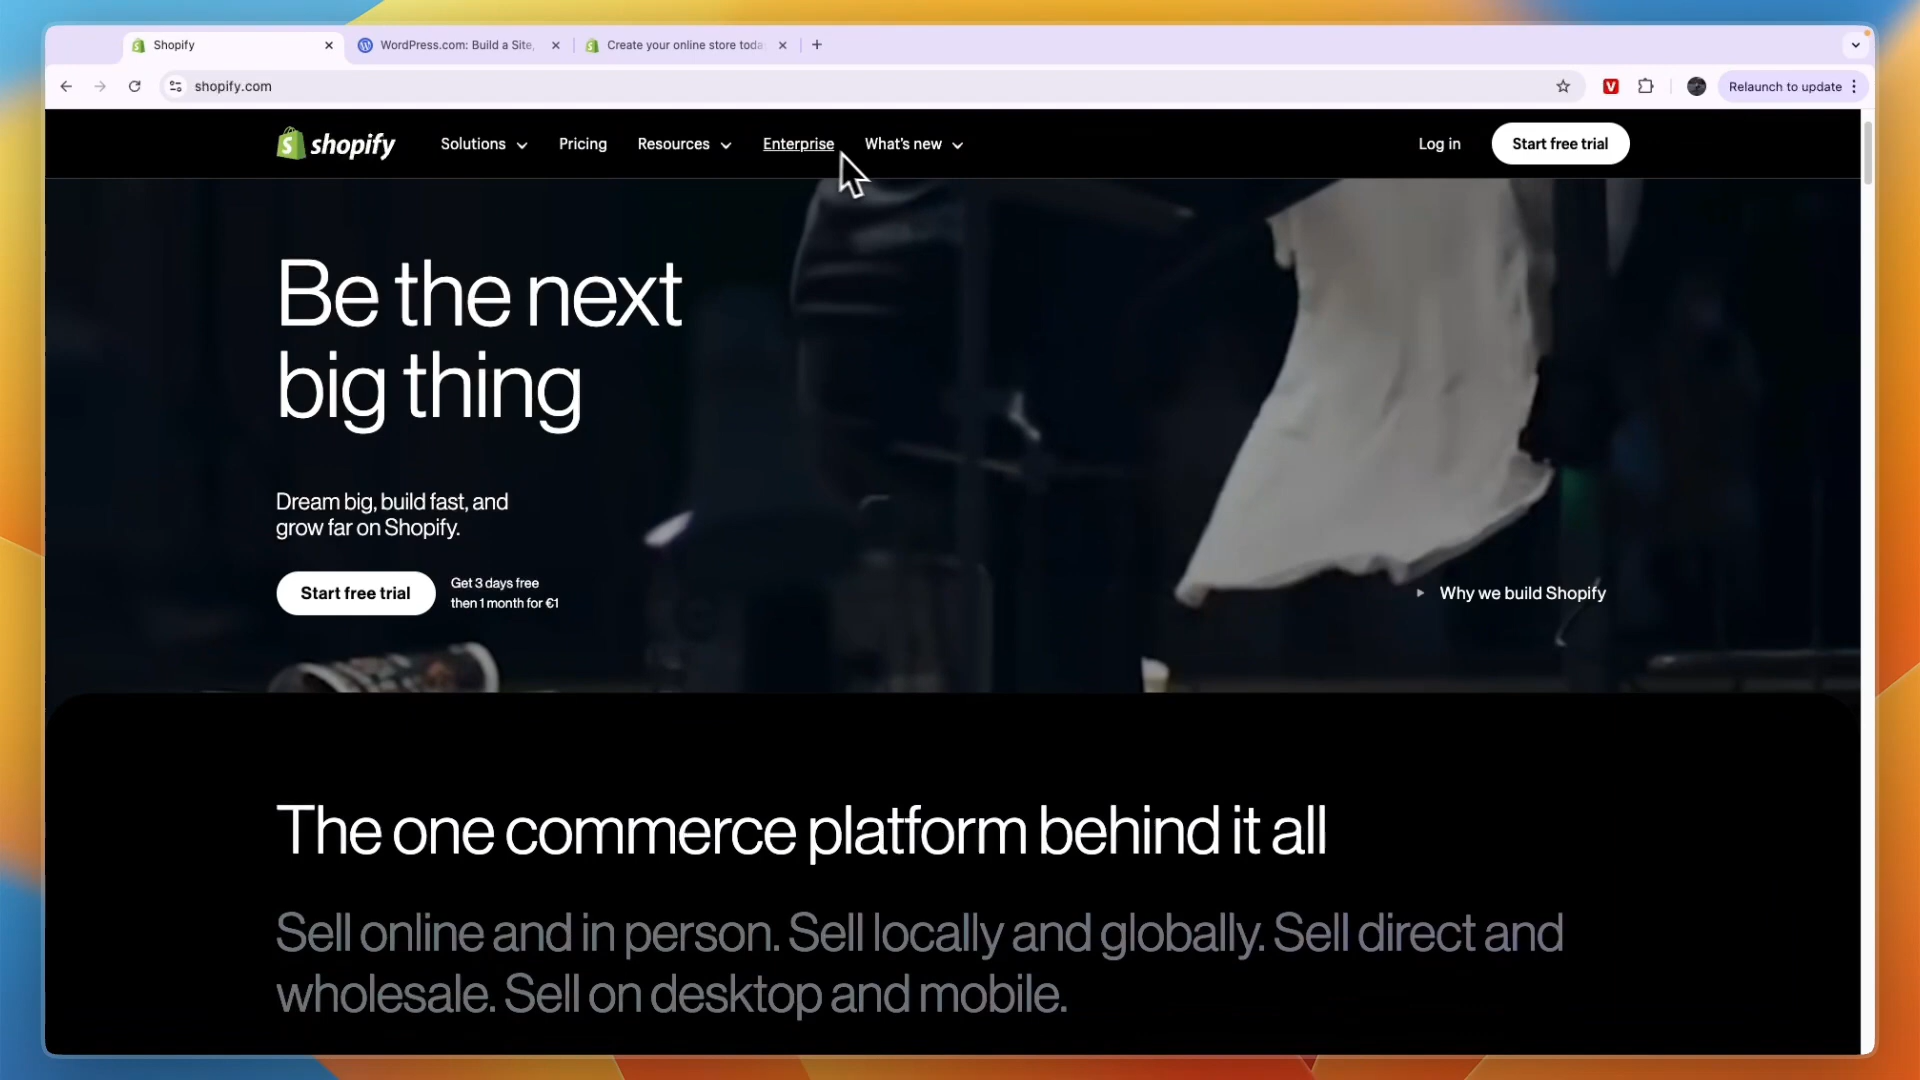 Shopify
WordPress.com: Build a Site,
Create your online store toda
shopify.com
Relaunch to update
shopify
Solutions
Pricing
Resources
Enterprise
What's new
Log in
Start free trial
Be the next
big thing
Dream big, build fast, and
grow far on Shopify.
Start free trial
Get 3 days free
then 1 month for €1
Why we build Shopify
The one commerce platform behind it all
Sell online and in person. Sell locally and globally. Sell direct and
wholesale. Sell on desktop and mobile.